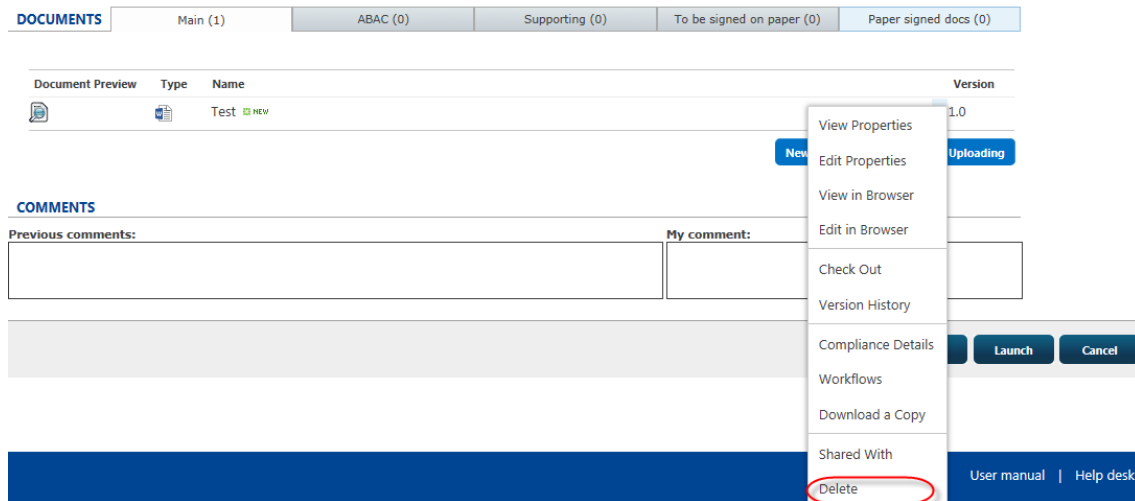 DOCUMENTS Main (1) ABAC (0) Supporting (0) To be signed on paper (0) Paper signed docs (0)
Document Preview Type Name Version
Test NEW 1.0
New Uploading
COMMENTS
Previous comments: My comment:
View Properties
Edit Properties
View in Browser
Edit in Browser
Check Out
Version History
Compliance Details
Workflows
Download a Copy
Shared With
Delete
Launch Cancel
User manual | Help desk